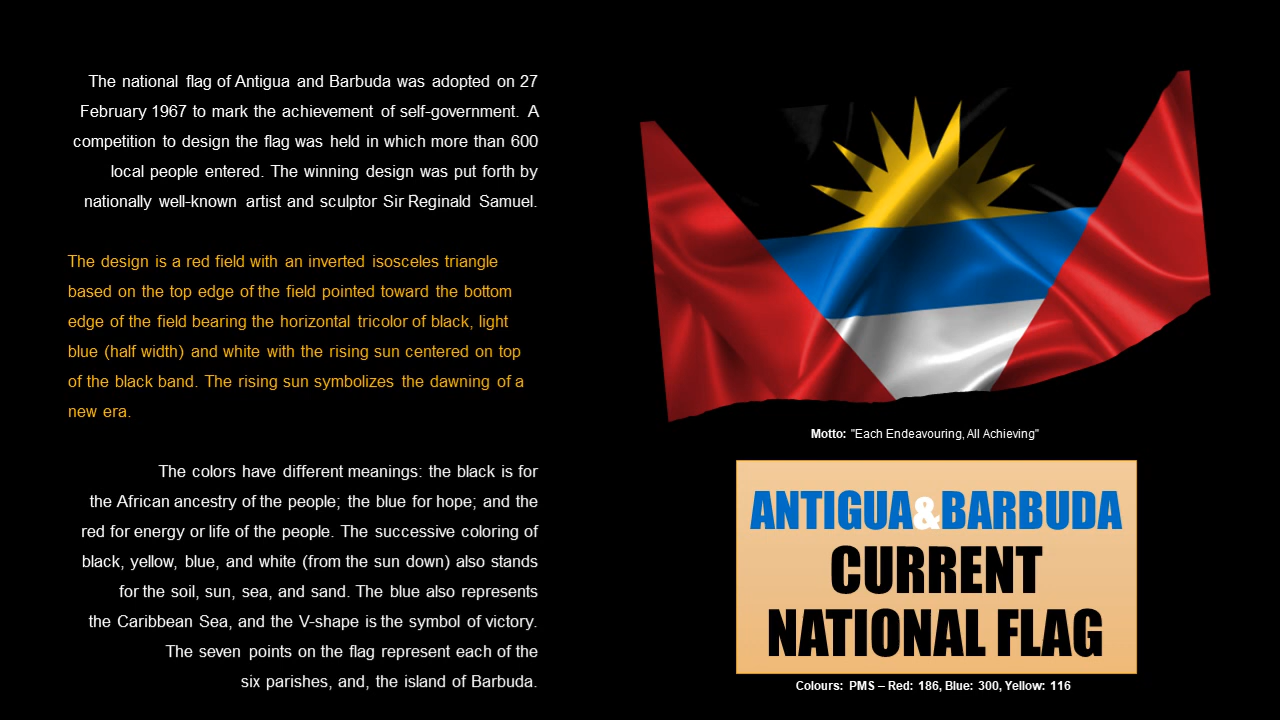 The national flag of Antigua and Barbuda was adopted on 27
February 1967 to mark the achievement of self-government. A
competition to design the flag was held in which more than 600
local people entered. The winning design was put forth by
nationally well-known artist and sculptor Sir Reginald Samuel.
The design is a red field with an inverted isosceles triangle
based on the top edge of the field pointed toward the bottom
edge of the field bearing the horizontal tricolor of black, light
blue (half width) and white with the rising sun centered on top
of the black band. The rising sun symbolizes the dawning of a
new era.
The colors have different meanings: the black is for
the African ancestry of the people; the blue for hope; and the
red for energy or life of the people. The successive coloring of
black, yellow, blue, and white (from the sun down) also stands
for the soil, sun, sea, and sand. The blue also represents
the Caribbean Sea, and the V-shape is the symbol of victory.
The seven points on the flag represent each of the
six parishes, and, the island of Barbuda.
Motto: "Each Endeavouring, All Achieving"
ANTIGUA&BARBUDA
CURRENT
NATIONAL FLAG
Colours: PMS – Red: 186, Blue: 300, Yellow: 116